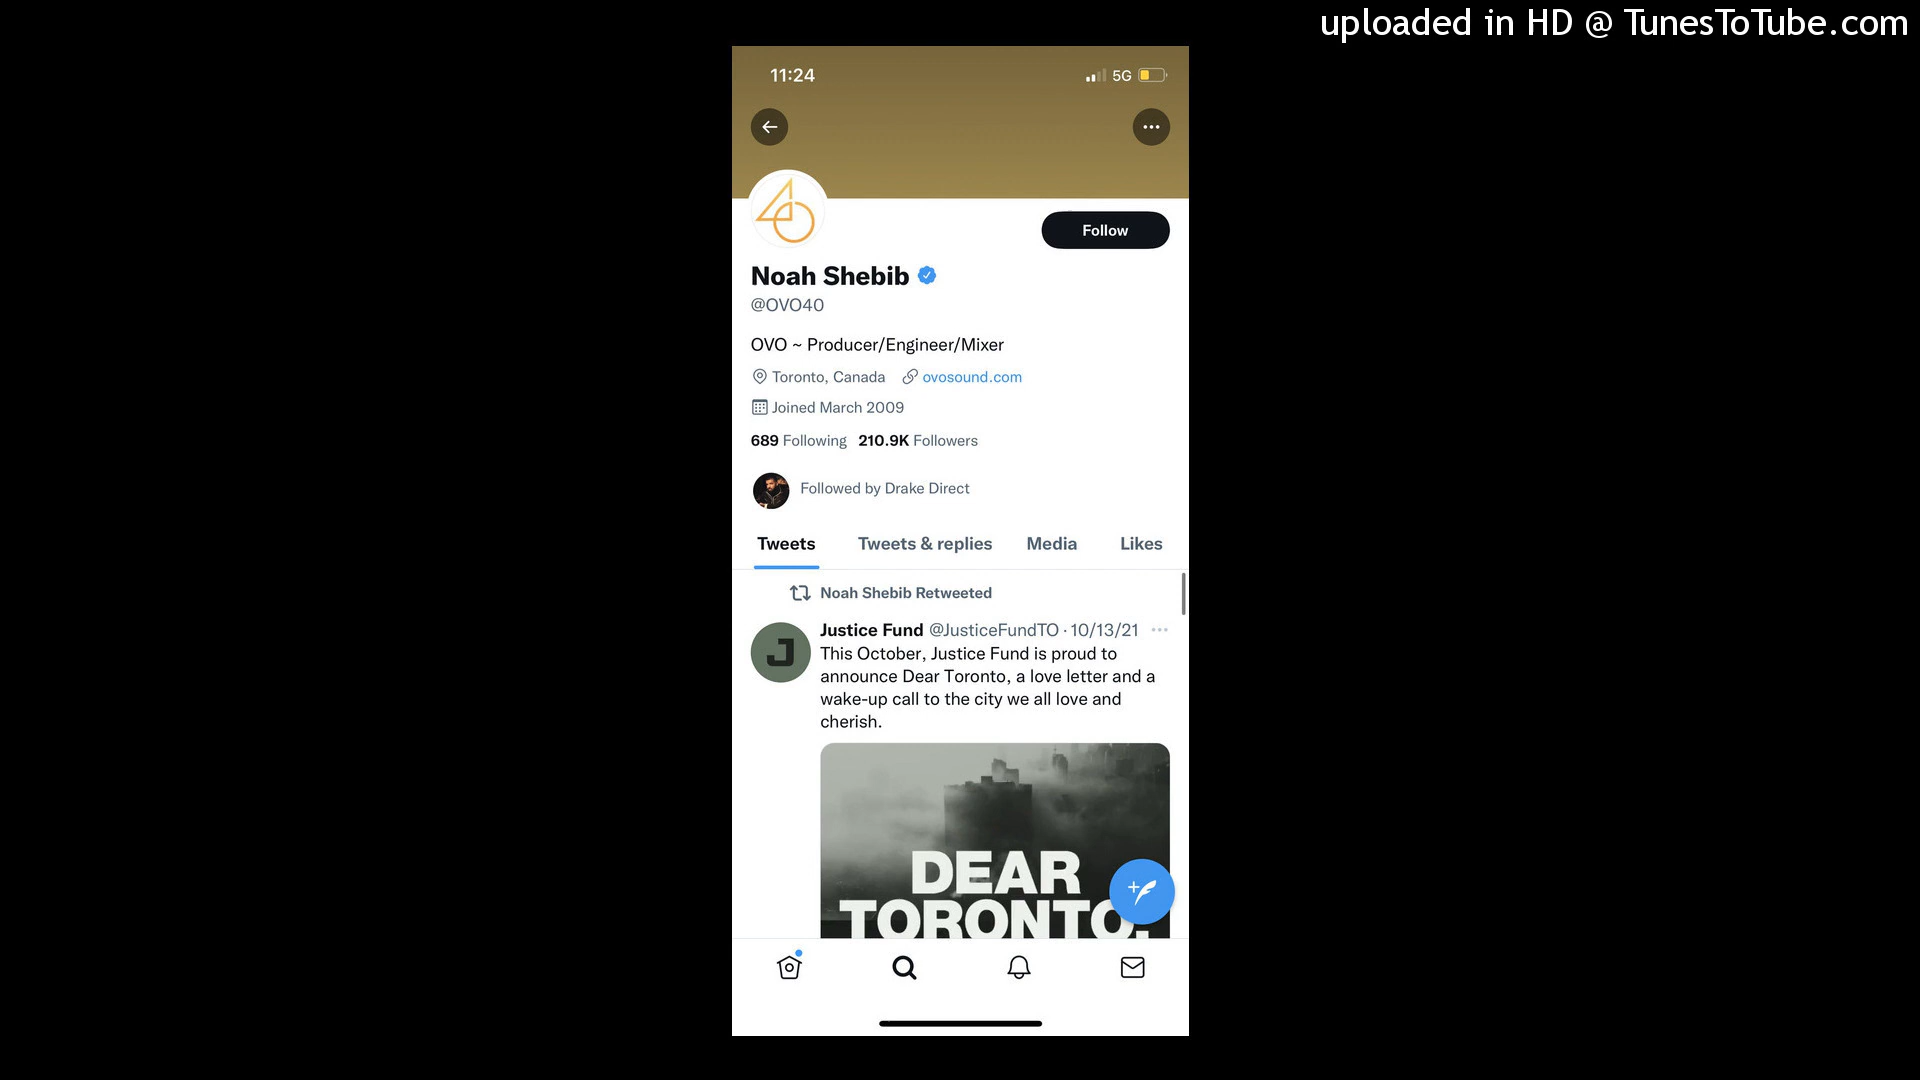 uploaded in HD @ TunesToTube.com
11:24 5G
40
Follow
Noah Shebib
@OVO40
OVO ~ Producer/Engineer/Mixer
Toronto, Canada ovosound.com
Joined March 2009
689 Following 210.9K Followers
Followed by Drake Direct
Tweets Tweets & replies Media Likes
Noah Shebib Retweeted
J
Justice Fund @JusticeFundTO · 10/13/21 ···
This October, Justice Fund is proud to
announce Dear Toronto, a love letter and a
wake-up call to the city we all love and
cherish.
DEAR
TORONTO.